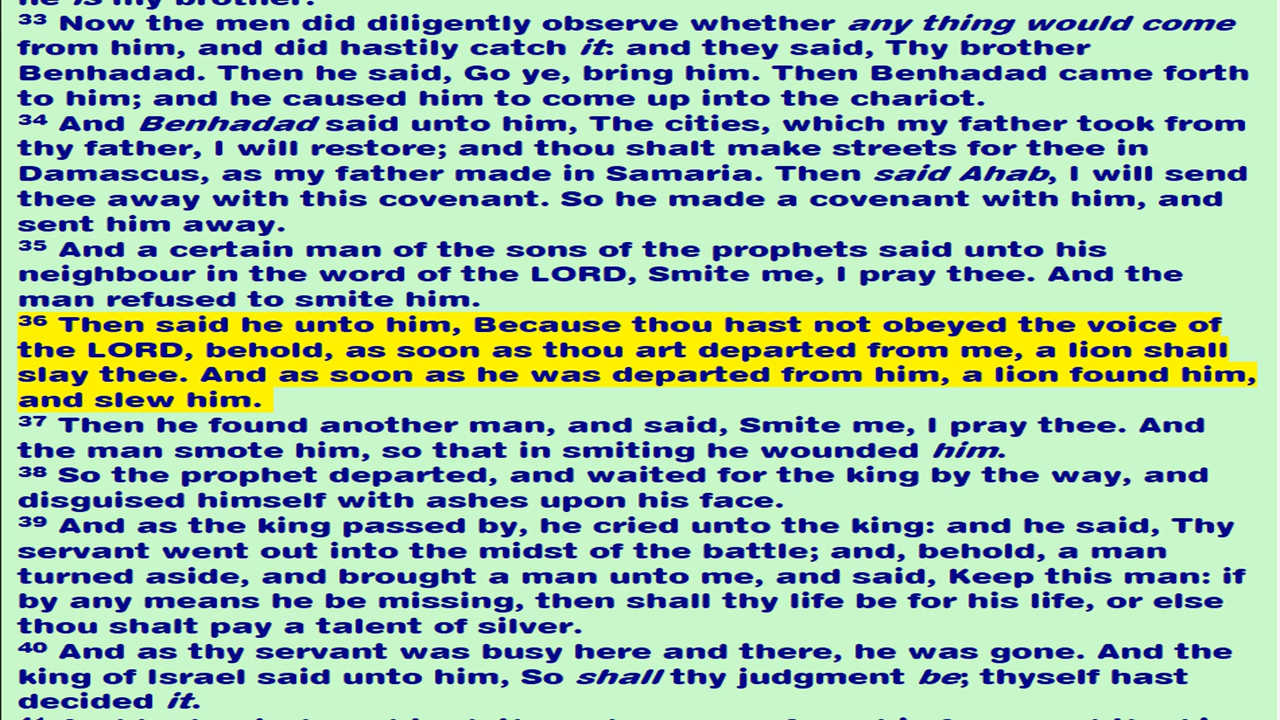 he is my brother.
33 Now the men did diligently observe whether any thing would come
from him, and did hastily catch it: and they said, Thy brother
Benhadad. Then he said, Go ye, bring him. Then Benhadad came forth
to him; and he caused him to come up into the chariot.
34 And Benhadad said unto him, The cities, which my father took from
thy father, I will restore; and thou shalt make streets for thee in
Damascus, as my father made in Samaria. Then said Ahab, I will send
thee away with this covenant. So he made a covenant with him, and
sent him away.
35 And a certain man of the sons of the prophets said unto his
neighbour in the word of the LORD, Smite me, I pray thee. And the
man refused to smite him.
36 Then said he unto him, Because thou hast not obeyed the voice of
the LORD, behold, as soon as thou art departed from me, a lion shall
slay thee. And as soon as he was departed from him, a lion found him,
and slew him.
37 Then he found another man, and said, Smite me, I pray thee. And
the man smote him, so that in smiting he wounded him.
38 So the prophet departed, and waited for the king by the way, and
disguised himself with ashes upon his face.
39 And as the king passed by, he cried unto the king: and he said, Thy
servant went out into the midst of the battle; and, behold, a man
turned aside, and brought a man unto me, and said, Keep this man: if
by any means he be missing, then shall thy life be for his life, or else
thou shalt pay a talent of silver.
40 And as thy servant was busy here and there, he was gone. And the
king of Israel said unto him, So shall thy judgment be; thyself hast
decided it.